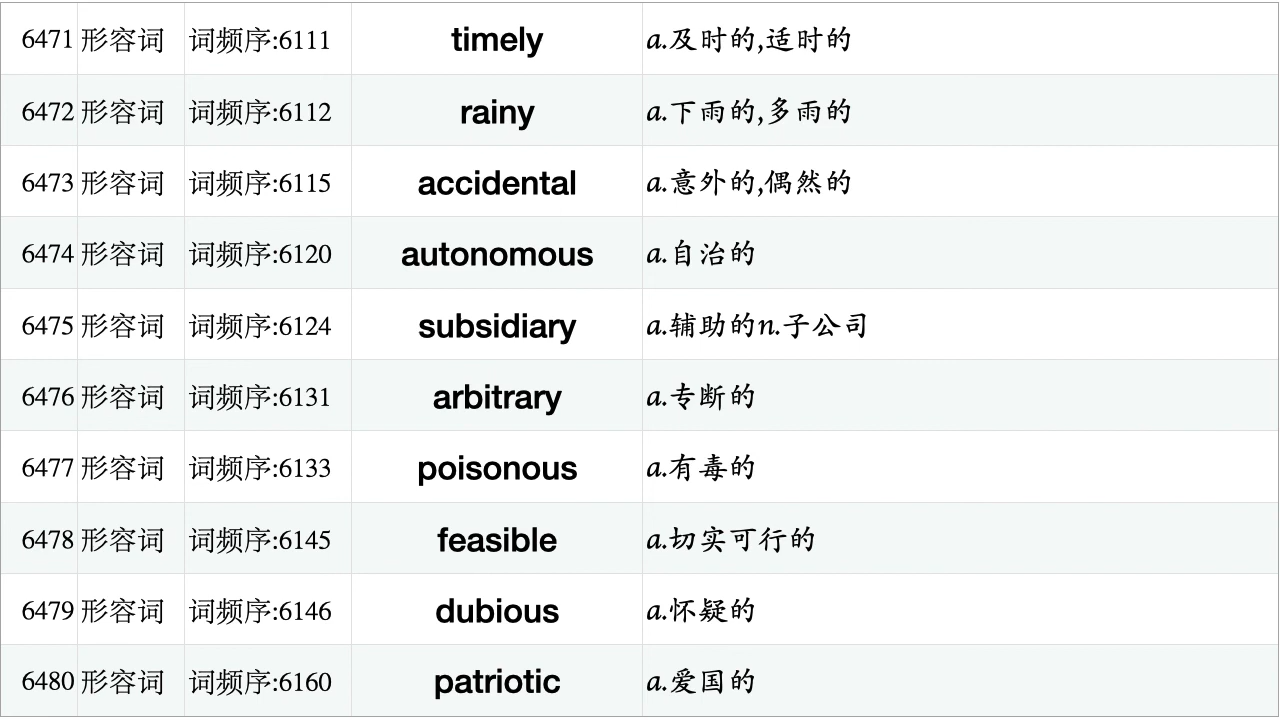 6471 形容词 词频序:6111 timely a.及时的,适时的
6472 形容词 词频序:6112 rainy a.下雨的,多雨的
6473 形容词 词频序:6115 accidental a.意外的,偶然的
6474 形容词 词频序:6120 autonomous a.自治的
6475 形容词 词频序:6124 subsidiary a.辅助的n.子公司
6476 形容词 词频序:6131 arbitrary a.专断的
6477 形容词 词频序:6133 poisonous a.有毒的
6478 形容词 词频序:6145 feasible a.切实可行的
6479 形容词 词频序:6146 dubious a.怀疑的
6480 形容词 词频序:6160 patriotic a.爱国的